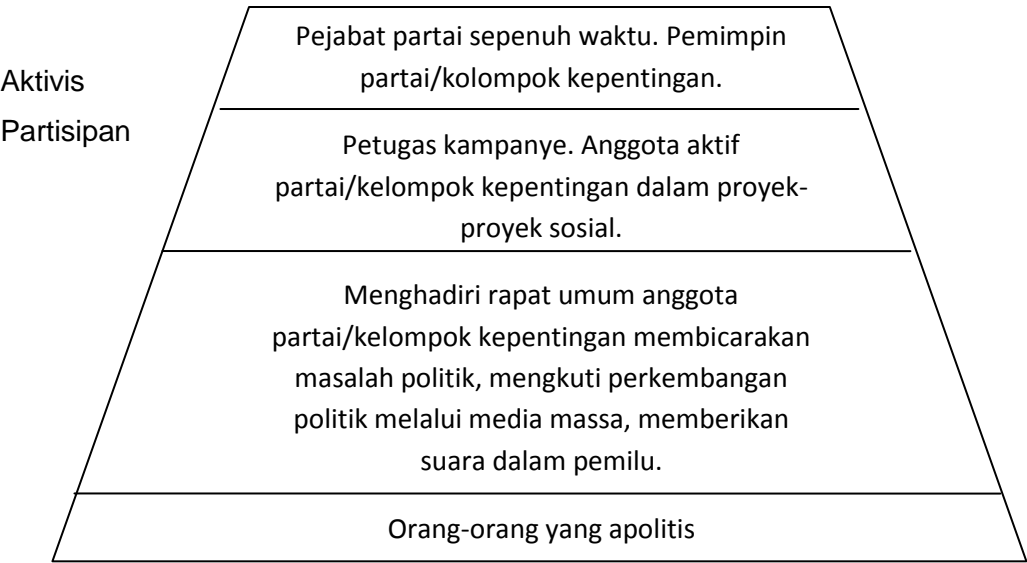 Pejabat partai sepenuh waktu. Pemimpin
partai/kolompok kepentingan.
Aktivis
Partisipan
Petugas kampanye. Anggota aktif
partai/kelompok kepentingan dalam proyek-
proyek sosial.
Menghadiri rapat umum anggota
partai/kelompok kepentingan membicarakan
masalah politik, mengkuti perkembangan
politik melalui media massa, memberikan
suara dalam pemilu.
Orang-orang yang apolitis